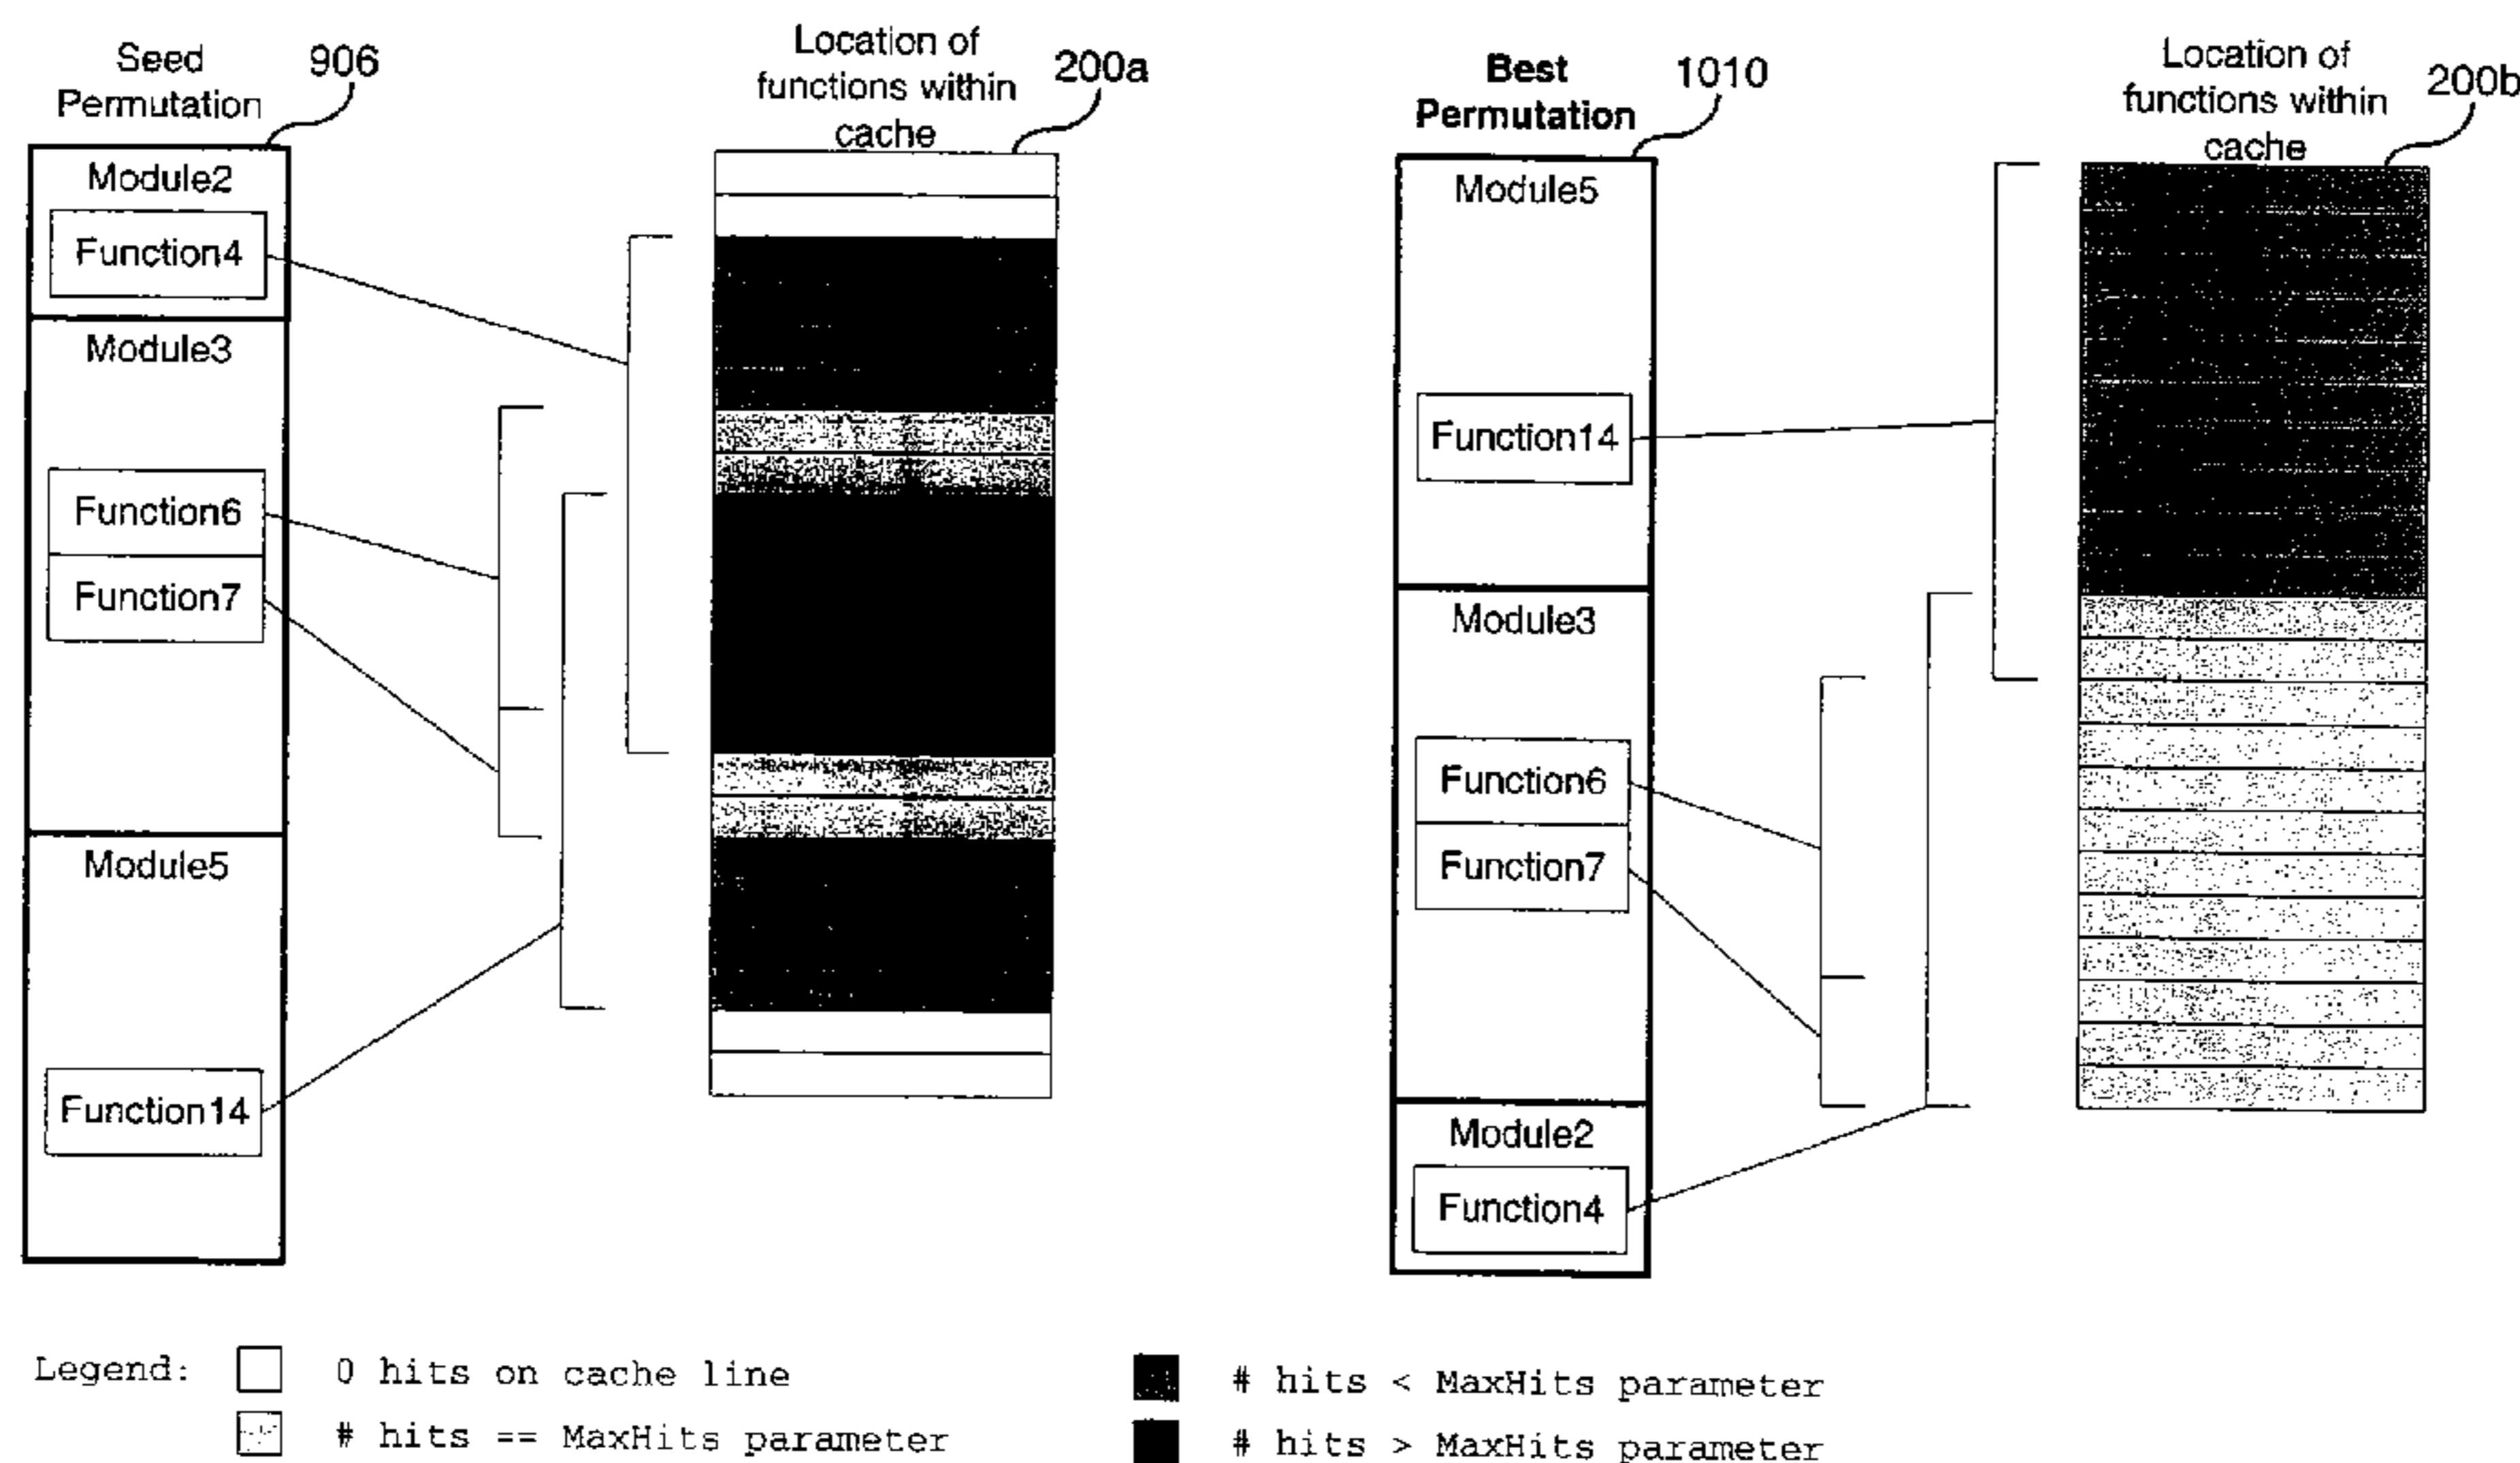 Seed
Permutation
906
Location of
functions within
cache
200a
Module2
Function4
Module3
Function6
Function7
Module5
Function14
Best
Permutation
1010
Location of
functions within
cache
200b
Module5
Function14
Module3
Function6
Function7
Module2
Function4
Legend:
0 hits on cache line
# hits == MaxHits parameter
# hits < MaxHits parameter
# hits > MaxHits parameter